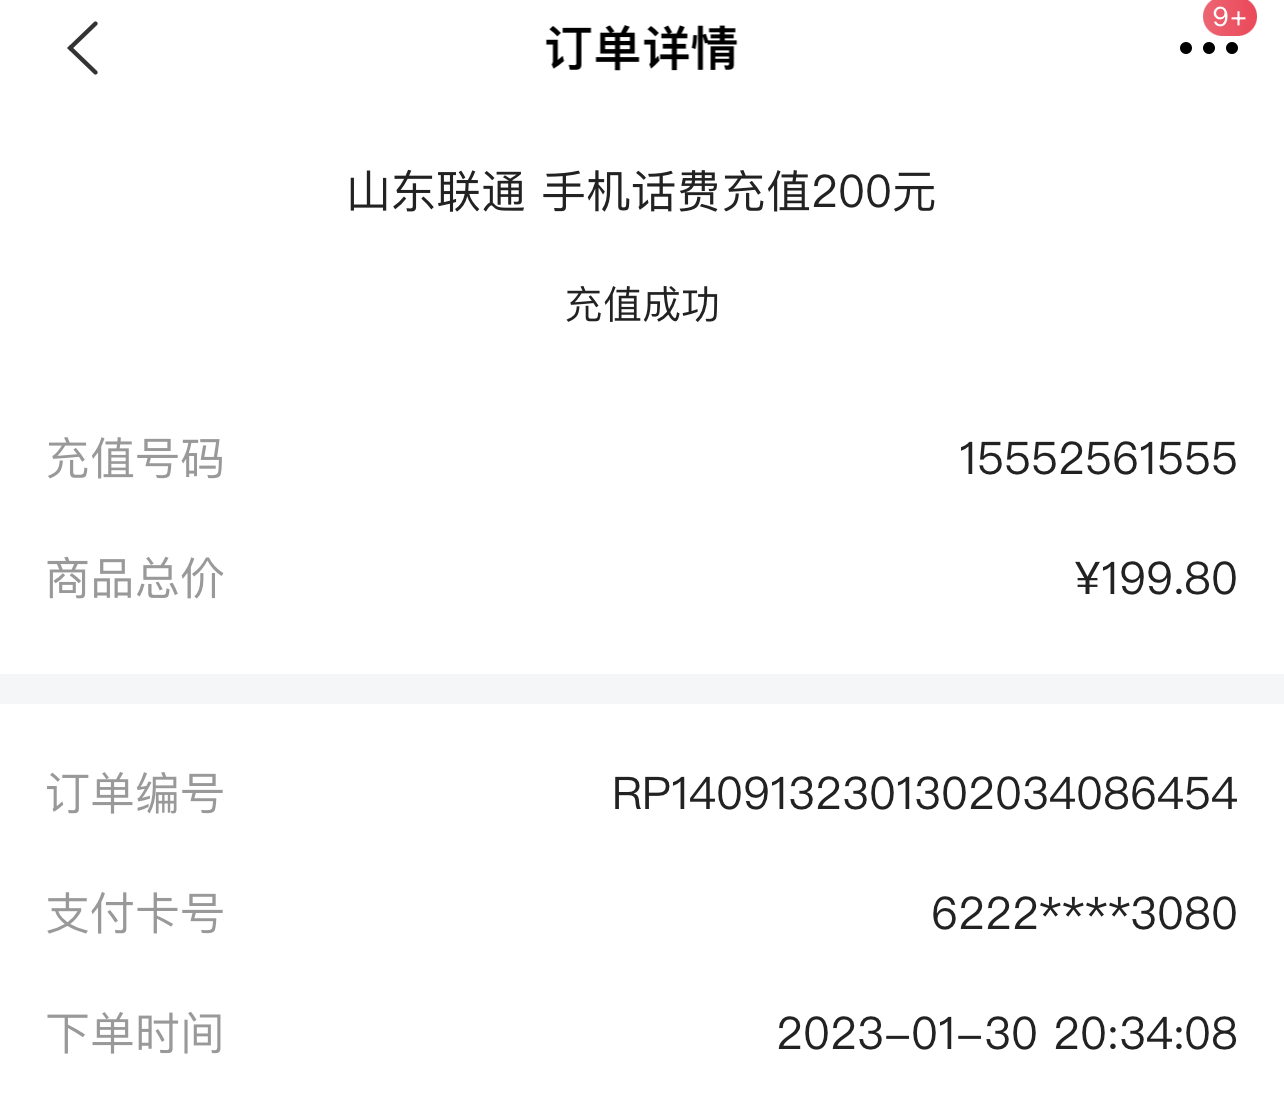 9+
订单详情
山东联通 手机话费充值200元
充值成功
充值号码 15552561555
商品总价 ¥199.80
订单编号 RP1409132301302034086454
支付卡号 6222****3080
下单时间 2023-01-30 20:34:08